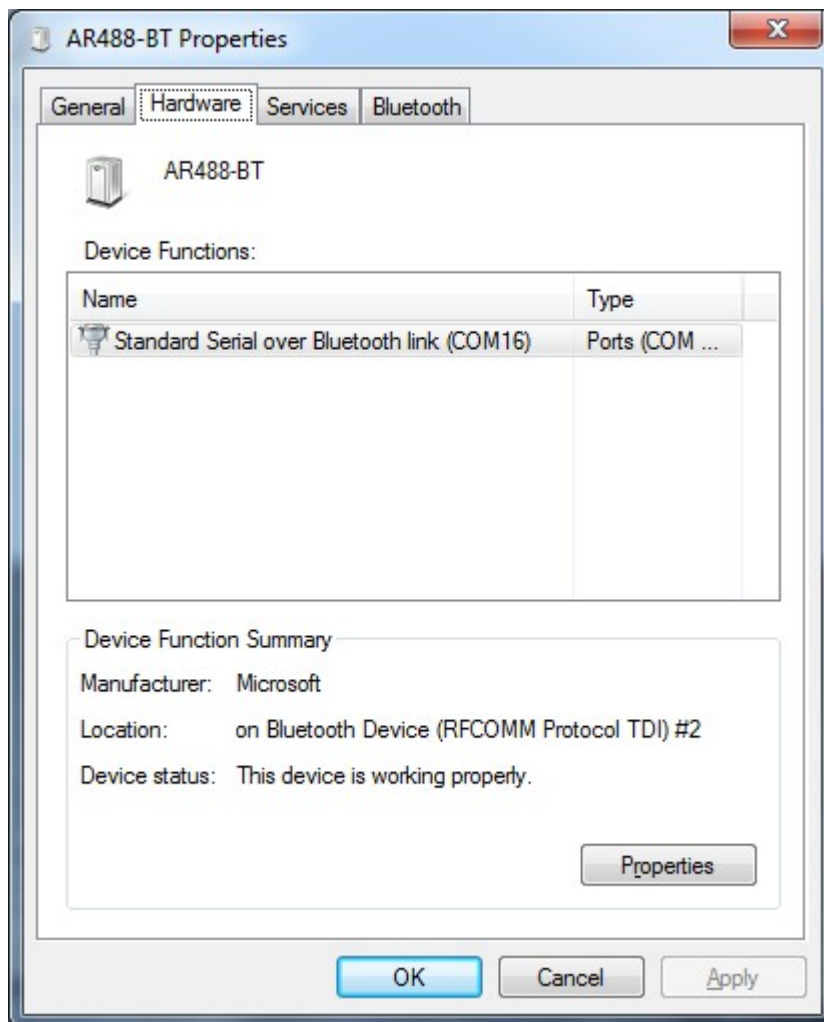 AR488-BT Properties
General Hardware Services Bluetooth
AR488-BT
Device Functions:
Name Type
Standard Serial over Bluetooth link (COM16) Ports (COM ...
Device Function Summary
Manufacturer: Microsoft
Location: on Bluetooth Device (RFCOMM Protocol TDI) #2
Device status: This device is working properly.
Properties
OK Cancel Apply